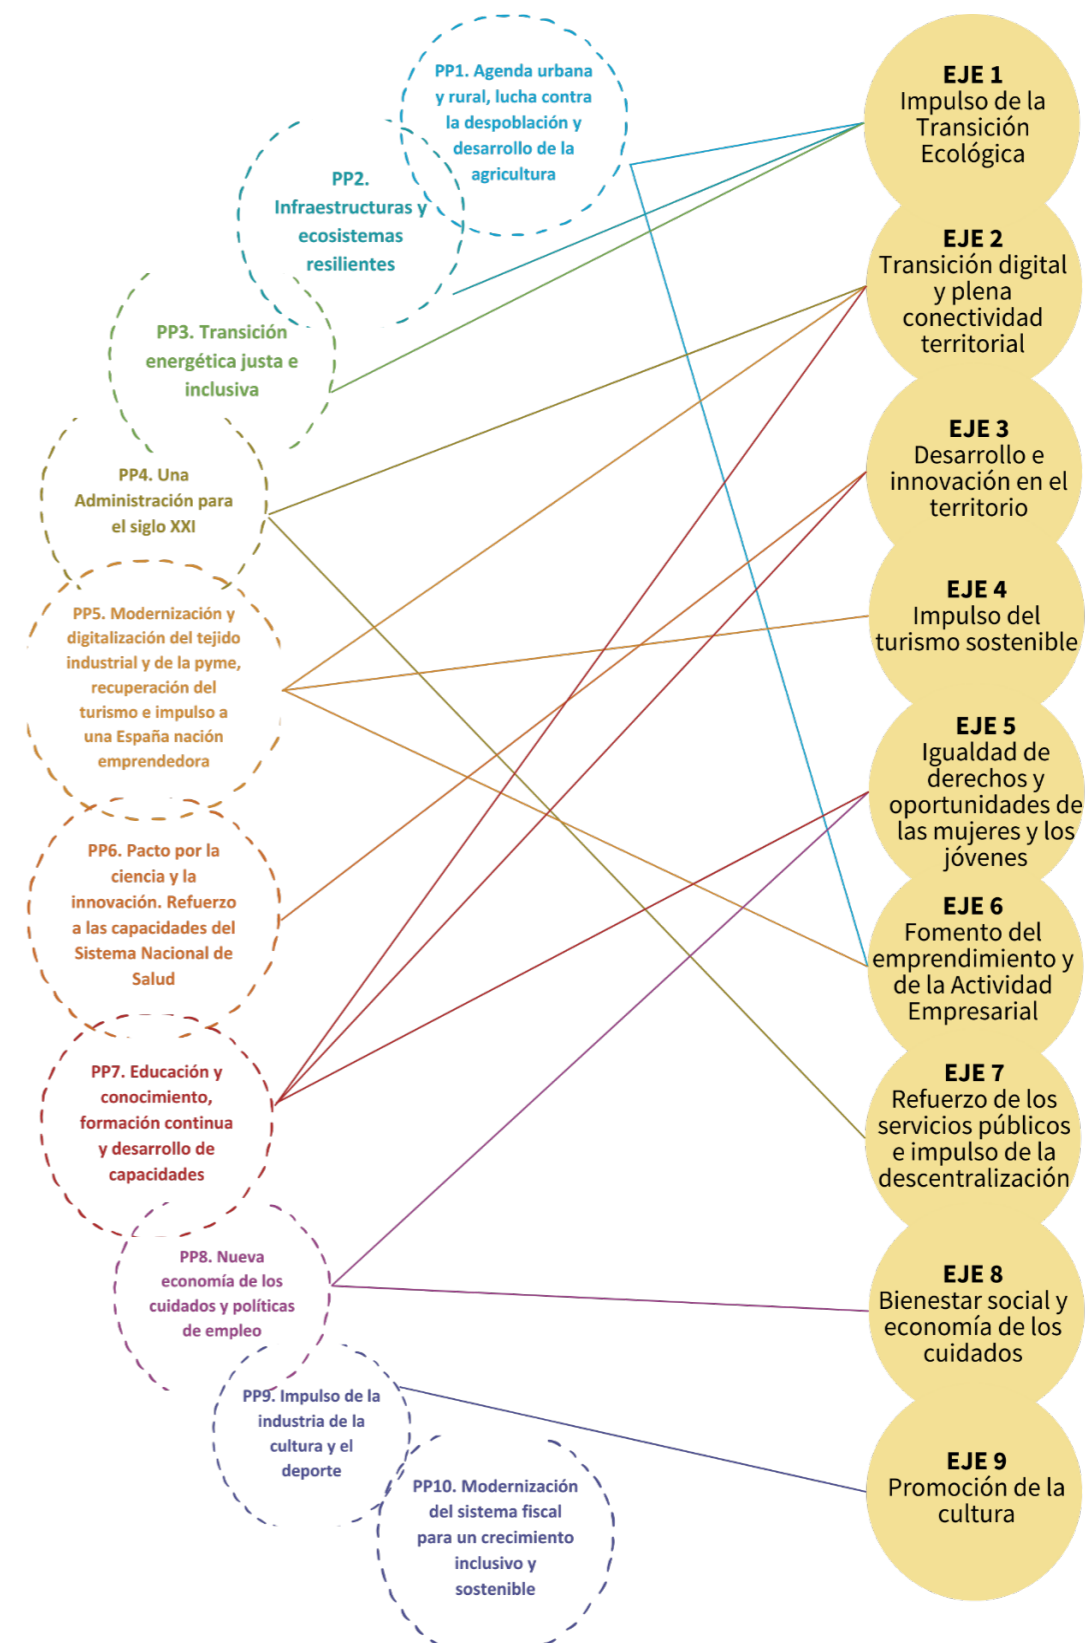 PP1. Agenda urbana
y rural, lucha contra
la despoblación y
desarrollo de la
agricultura
PP2.
Infraestructuras y
ecosistemas
resilientes
PP3. Transición
energética justa e
inclusiva
PP4. Una
Administración para
el siglo XXI
PP5. Modernización y
digitalización del tejido
industrial y de la pyme,
recuperación del
turismo e impulso a
una España nación
emprendedora
PP6. Pacto por la
ciencia y la
innovación. Refuerzo
a las capacidades del
Sistema Nacional de
Salud
PP7. Educación y
conocimiento,
formación continua
y desarrollo de
capacidades
PP8. Nueva
economía de los
cuidados y políticas
de empleo
PP9. Impulso de la
industria de la
cultura y el
deporte
PP10. Modernización
del sistema fiscal
para un crecimiento
inclusivo y
sostenible
EJE 1
Impulso de la
Transición
Ecológica
EJE 2
Transición digital
y plena
conectividad
territorial
EJE 3
Desarrollo e
innovación en el
territorio
EJE 4
Impulso del
turismo sostenible
EJE 5
Igualdad de
derechos y
oportunidades de
las mujeres y los
jóvenes
EJE 6
Fomento del
emprendimiento y
de la Actividad
Empresarial
EJE 7
Refuerzo de los
servicios públicos
e impulso de la
descentralización
EJE 8
Bienestar social y
economía de los
cuidados
EJE 9
Promoción de la
cultura